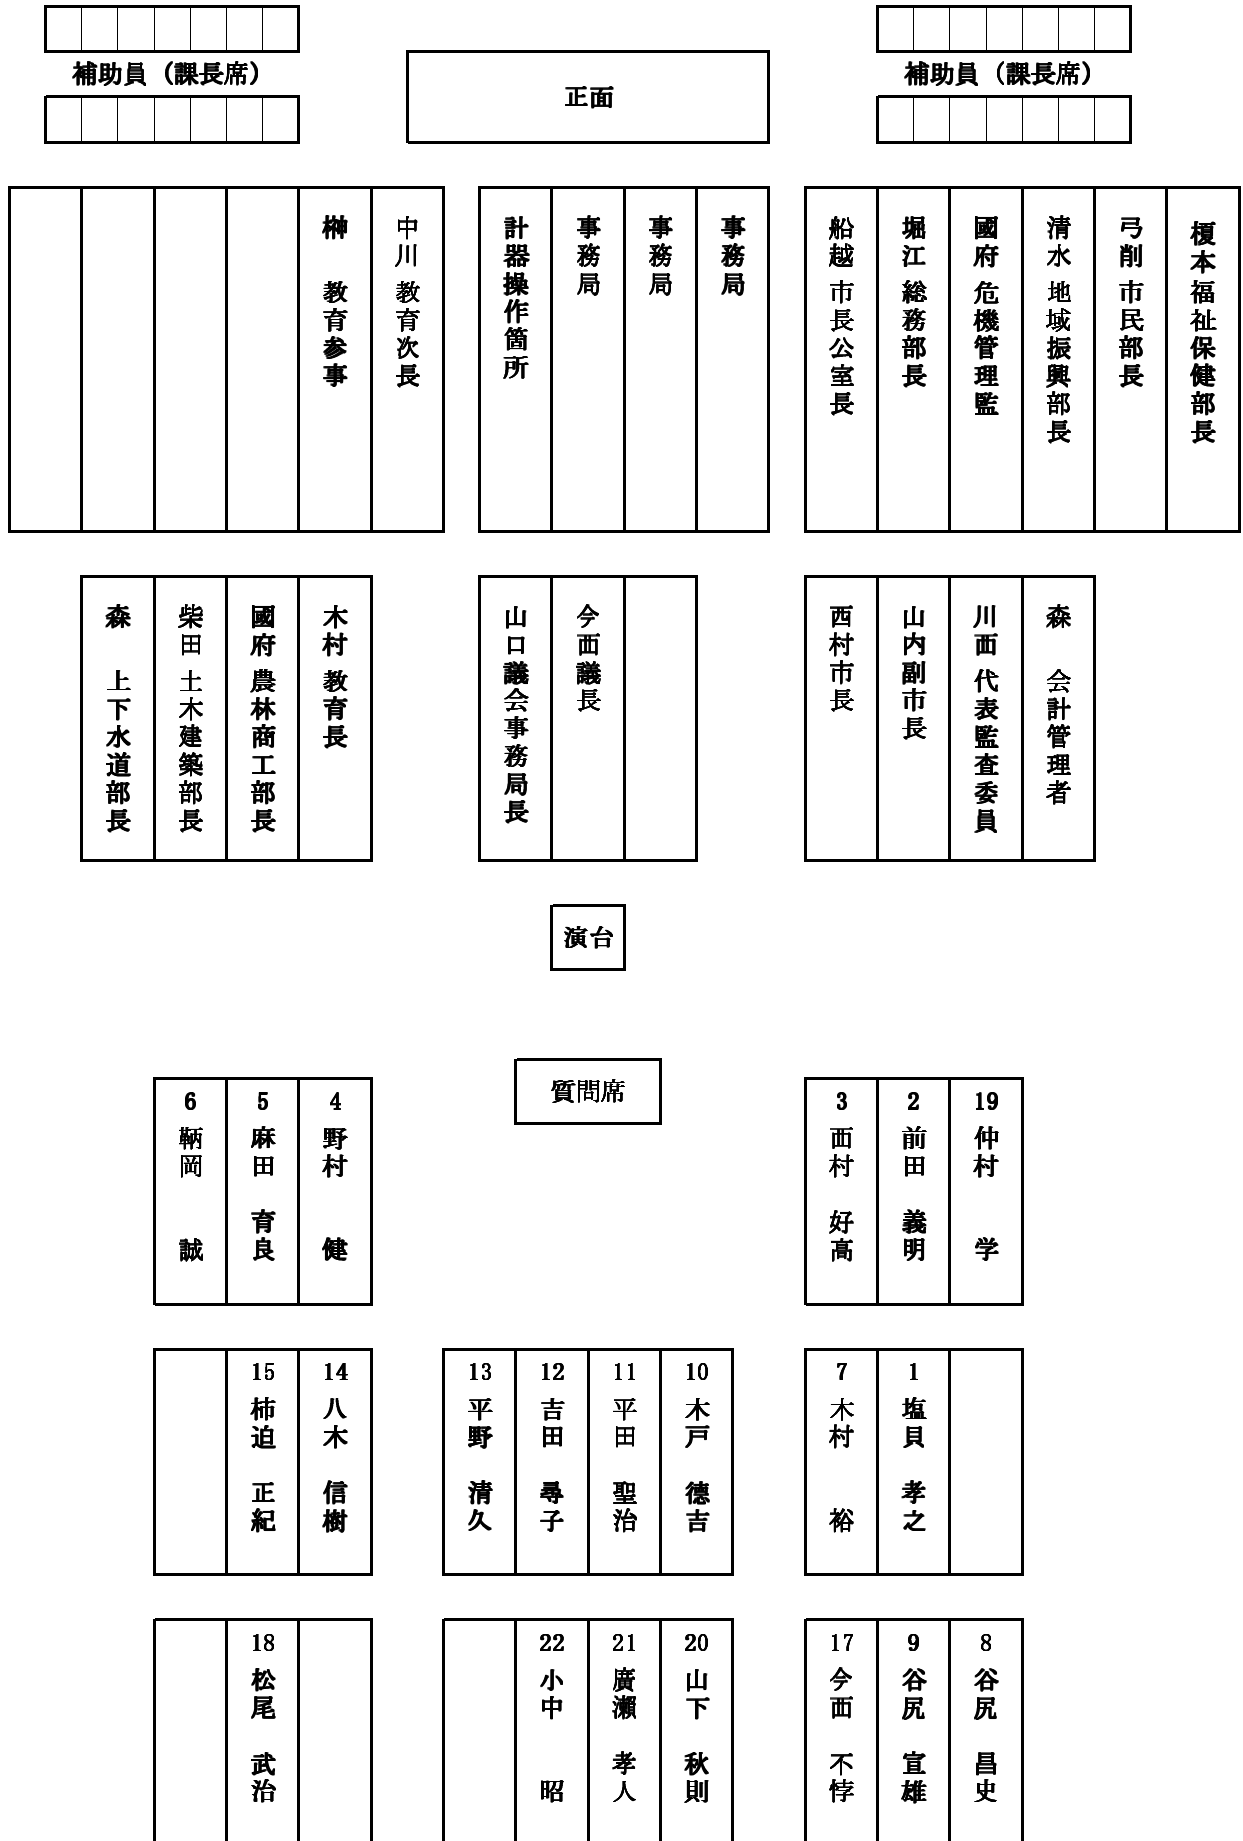 補助員（課長席）
正面
補助員（課長席）
榊 教育参事
中川 教育次長
計器操作箇所
事務局
事務局
事務局
船越 市長公室長
堀江 総務部長
國府 危機管理監
清水 地域振興部長
弓削 市民部長
榎本 福祉保健部長
森 上下水道部長
柴田 土木建築部長
國府 農林商工部長
木村 教育長
山口議会事務局長
今西議長
西村市長
山内副市長
川西 代表監査委員
森 会計管理者
演台
質問席
6 鞆岡 誠
5 麻田 育良
4 野村 健
3 西村 好高
2 前田 義明
19 仲村 学
15 柿迫 正紀
14 八木 信樹
13 平野 清久
12 吉田 尋子
11 平田 聖治
10 木戸 德吉
7 木村 裕
1 塩貝 孝之
18 松尾 武治
22 小中 昭
21 廣瀬 孝人
20 山下 秋則
17 今西 不悖
9 谷尻 宣雄
8 谷尻 昌史